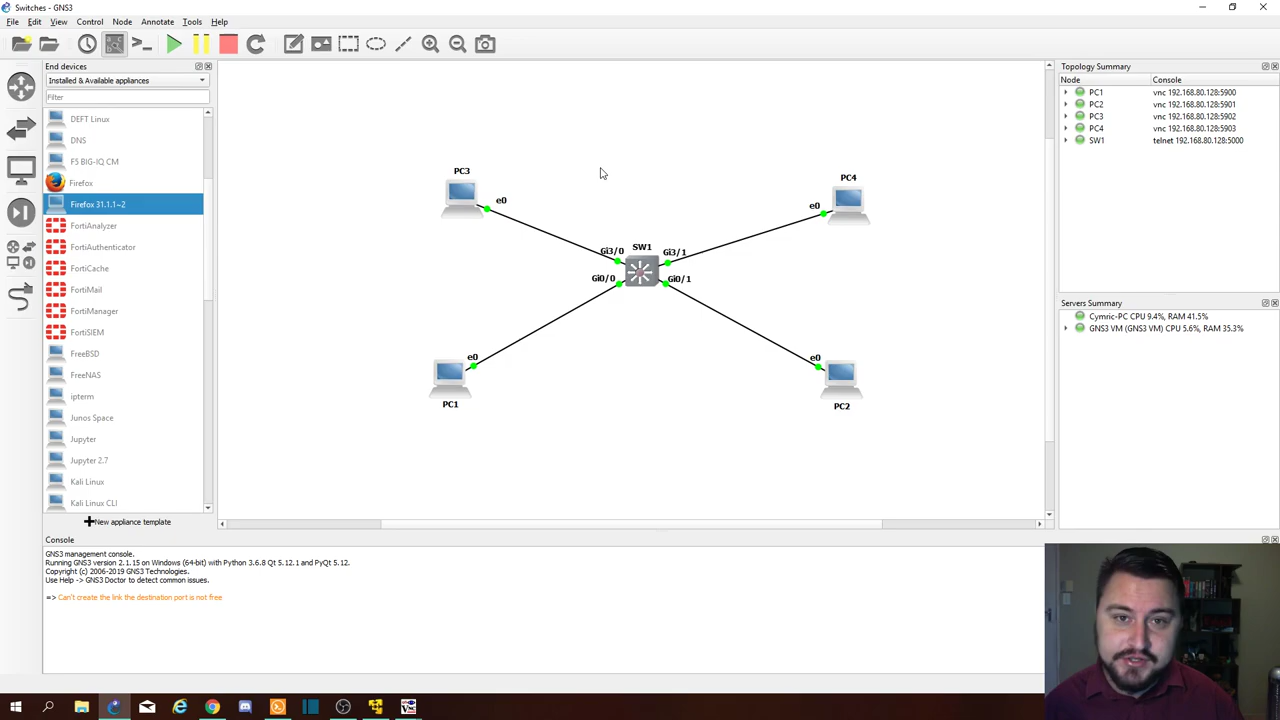 Switches - GNS3
File Edit View Control Node Annotate Tools Help
End devices
Installed & Available appliances
Filter
DEFT Linux
DNS
F5 BIG-IQ CM
Firefox
Firefox 31.1.1~2
FortiAnalyzer
FortiAuthenticator
FortiCache
FortiMail
FortiManager
FortiSIEM
FreeBSD
FreeNAS
ipterm
Junos Space
Jupyter
Jupyter 2.7
Kali Linux
Kali Linux CLI
New appliance template
PC3
e0
PC4
e0
SW1
Gi3/0
Gi3/1
Gi0/0
Gi0/1
e0
PC1
e0
PC2
Topology Summary
Node Console
PC1 vnc 192.168.80.128:5900
PC2 vnc 192.168.80.128:5901
PC3 vnc 192.168.80.128:5902
PC4 vnc 192.168.80.128:5903
SW1 telnet 192.168.80.128:5000
Servers Summary
Cymric-PC CPU 9.4%, RAM 41.5%
GNS3 VM (GNS3 VM) CPU 5.6%, RAM 35.3%
Console
GNS3 management console.
Running GNS3 version 2.1.15 on Windows (64-bit) with Python 3.6.8 Qt 5.12.1 and PyQt 5.12.
Copyright (c) 2006-2019 GNS3 Technologies.
Use Help -> GNS3 Doctor to detect common issues.
=> Can't create the link the destination port is not free